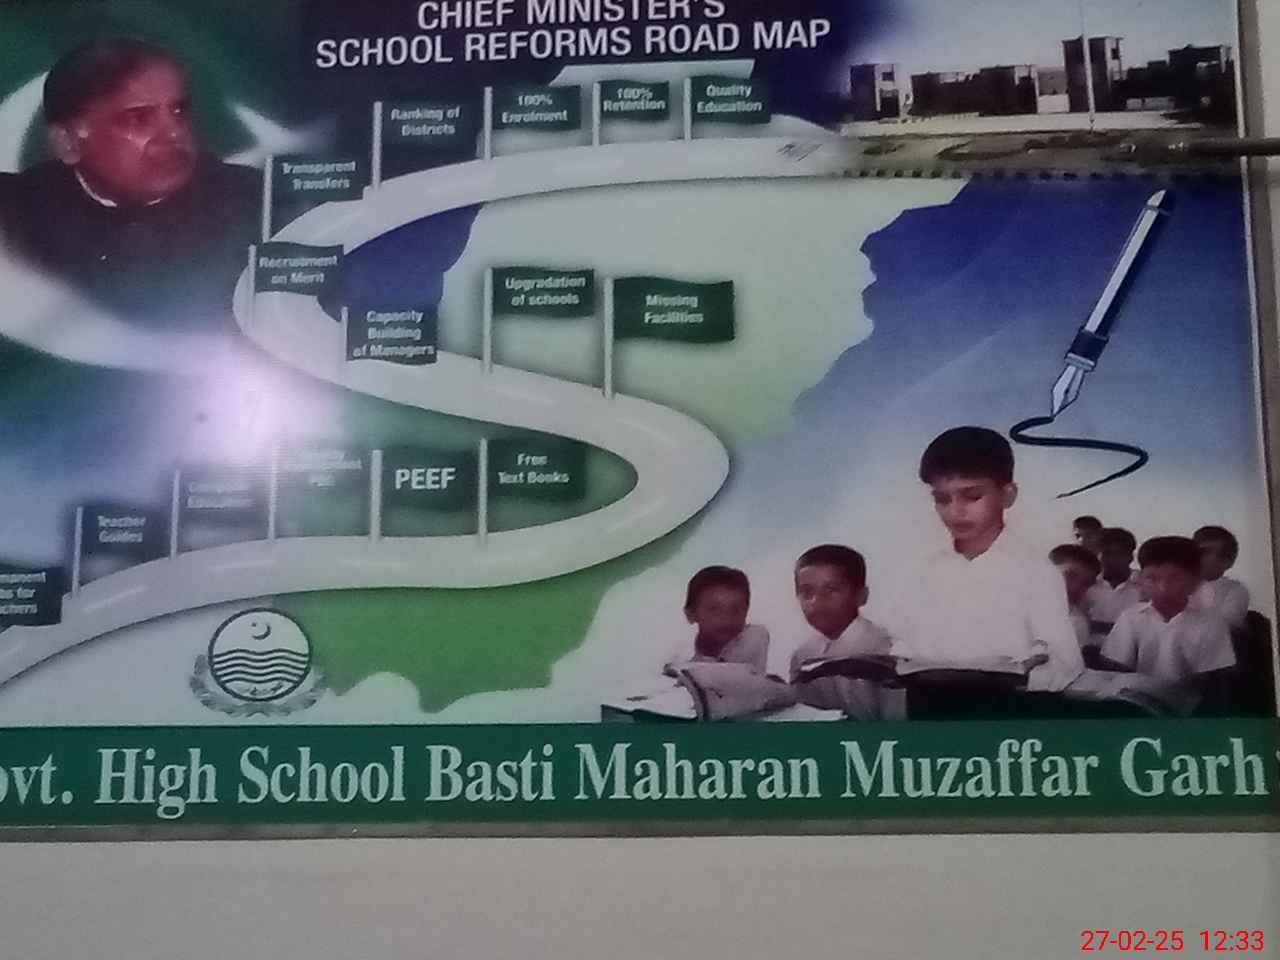 CHIEF MINISTER'S
SCHOOL REFORMS ROAD MAP
Quality
Education
100%
Retention
100%
Enrolment
Ranking of
Districts
Transparent
Transfers
Recruitment
on Merit
Capacity
Building
of Managers
Upgradation
of schools
Missing
Facilities
Free
Text Books
PEEF
Teacher
Guides
ovt. High School Basti Maharan Muzaffar Garh
27-02-25 12:33